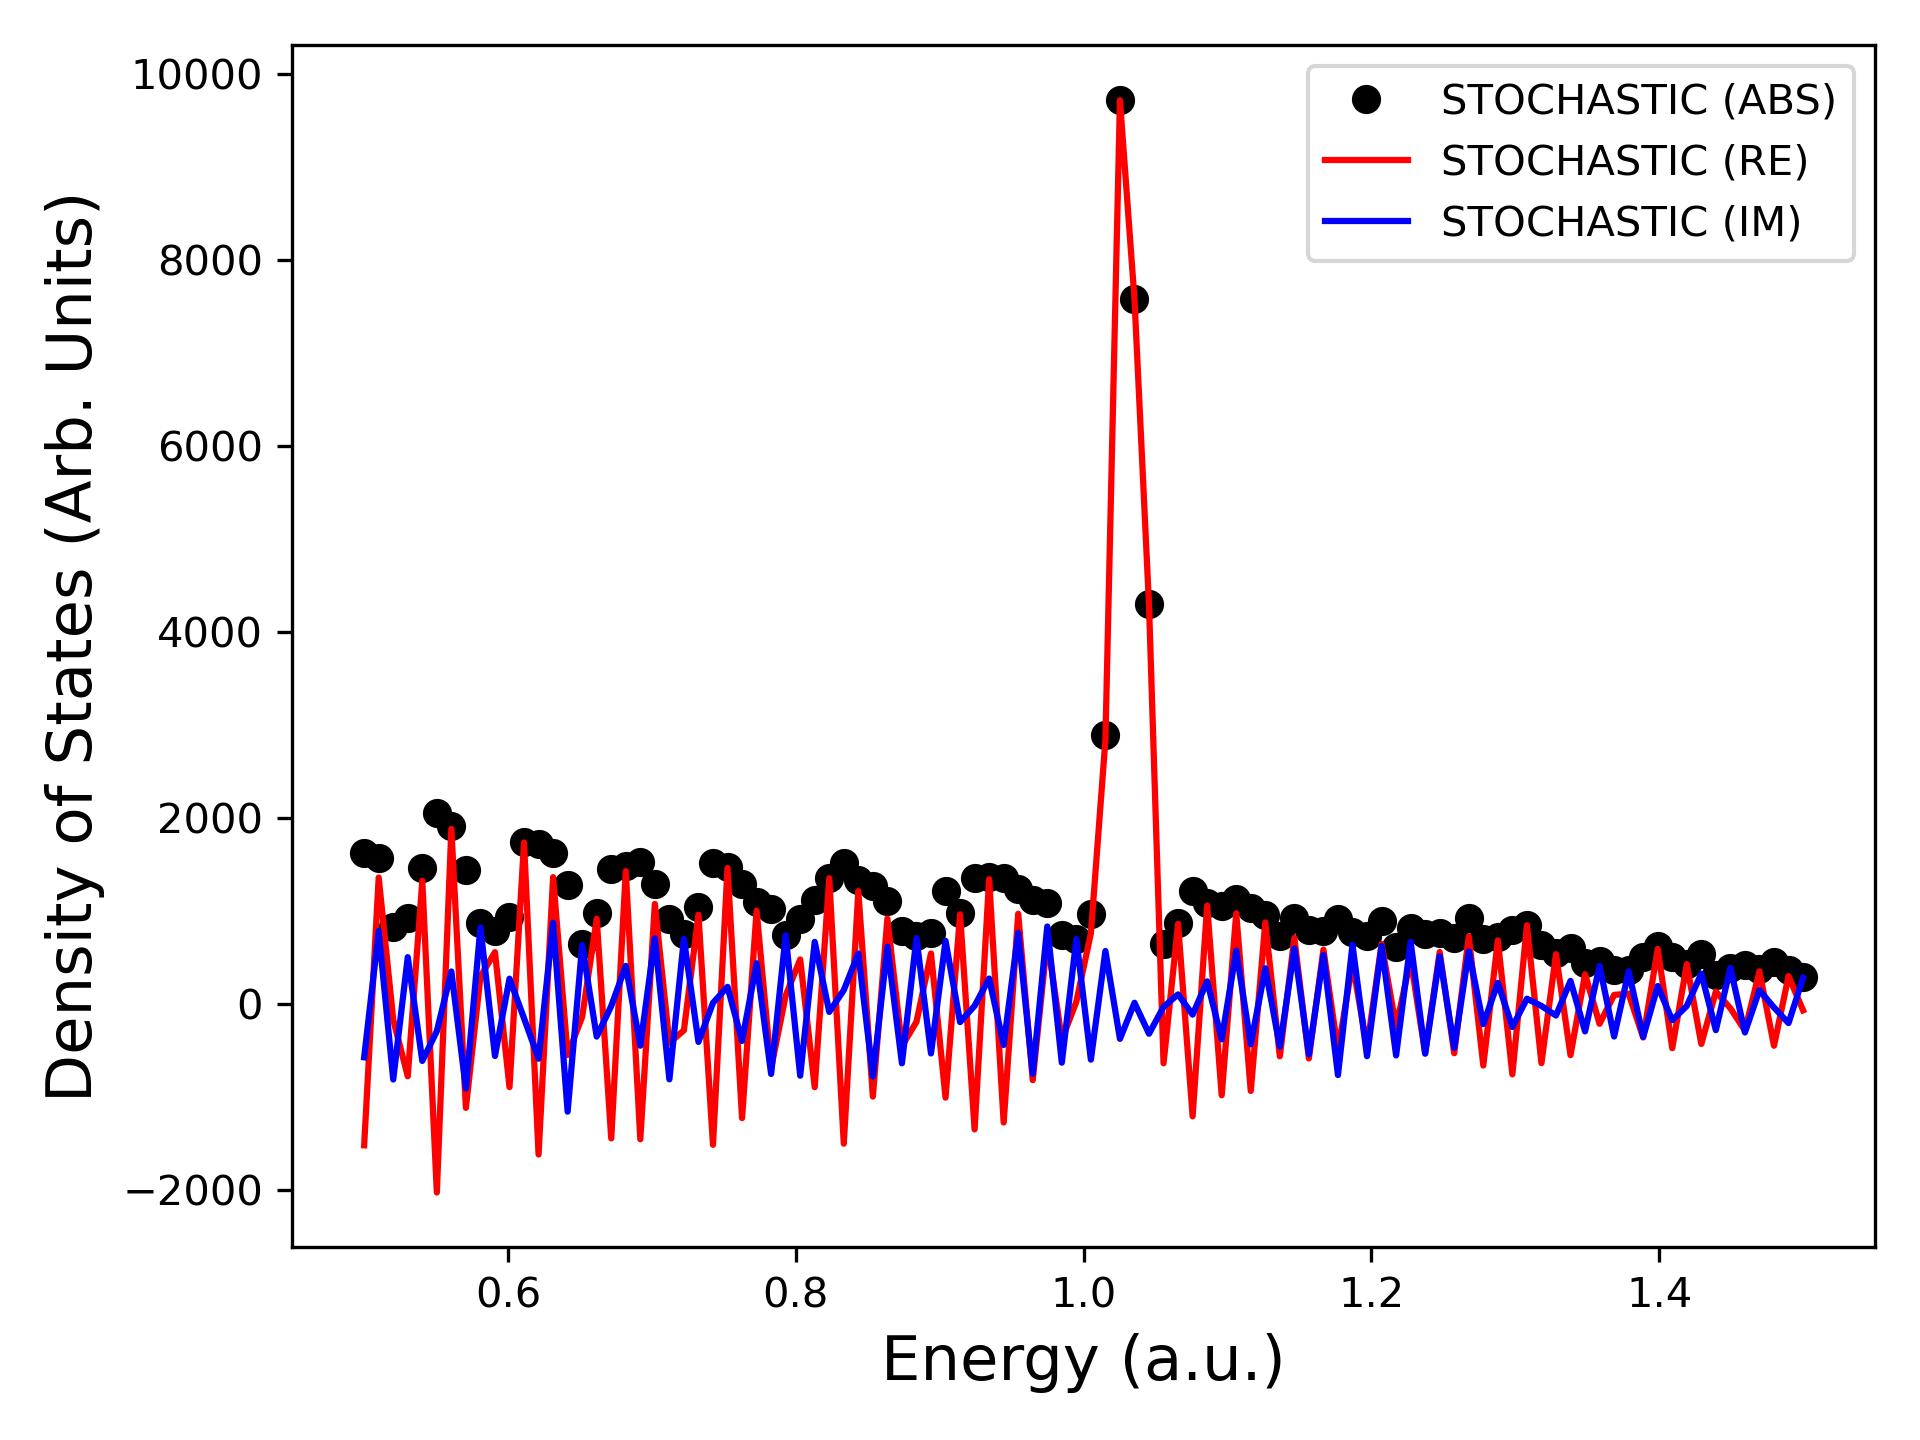 10000
8000
6000
4000
2000
0
−2000
Density of States (Arb. Units)
STOCHASTIC (ABS)
STOCHASTIC (RE)
STOCHASTIC (IM)
0.6 0.8 1.0 1.2 1.4
Energy (a.u.)